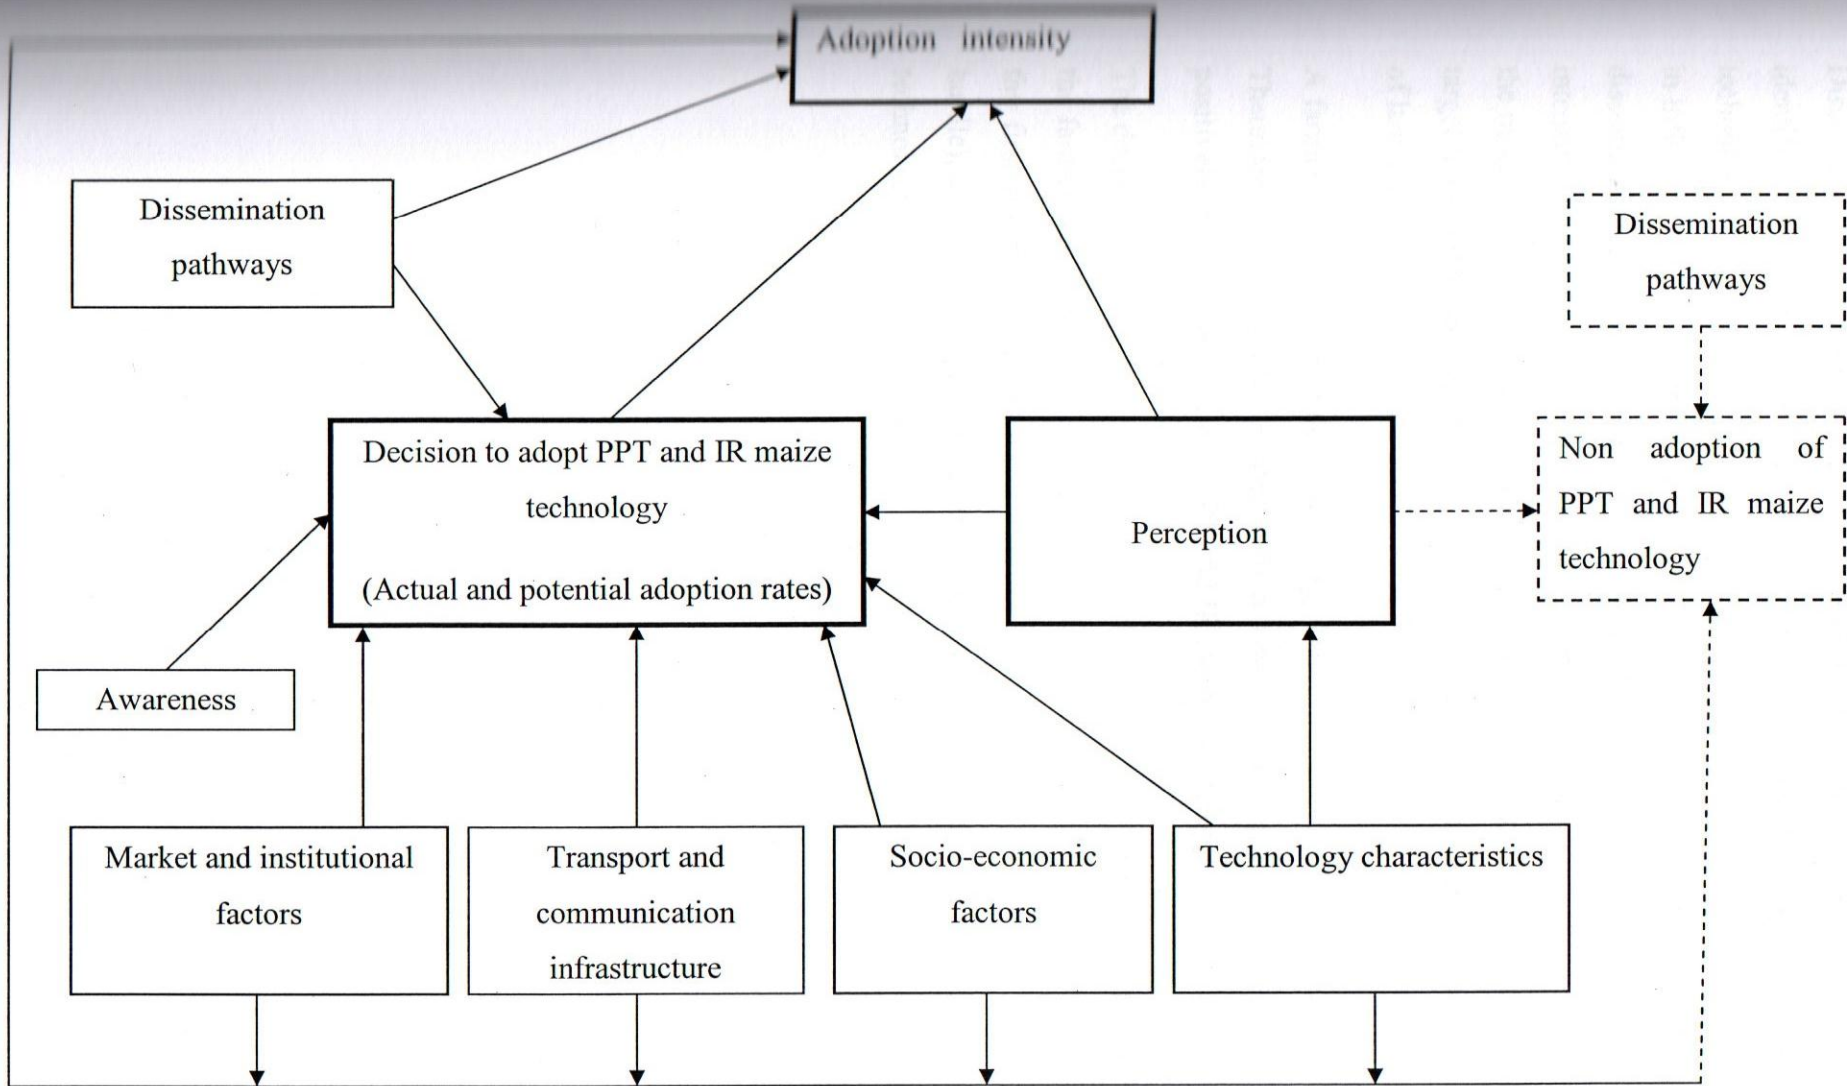 Adoption intensity
Dissemination
pathways
Dissemination
pathways
Decision to adopt PPT and IR maize
technology
(Actual and potential adoption rates)
Perception
Non adoption of
PPT and IR maize
technology
Awareness
Market and institutional
factors
Transport and
communication
infrastructure
Socio-economic
factors
Technology characteristics